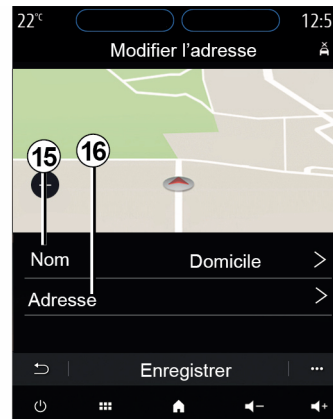 22°C 12:5
Modifier l’adresse
15 16
Nom Domicile
Adresse
Enregistrer